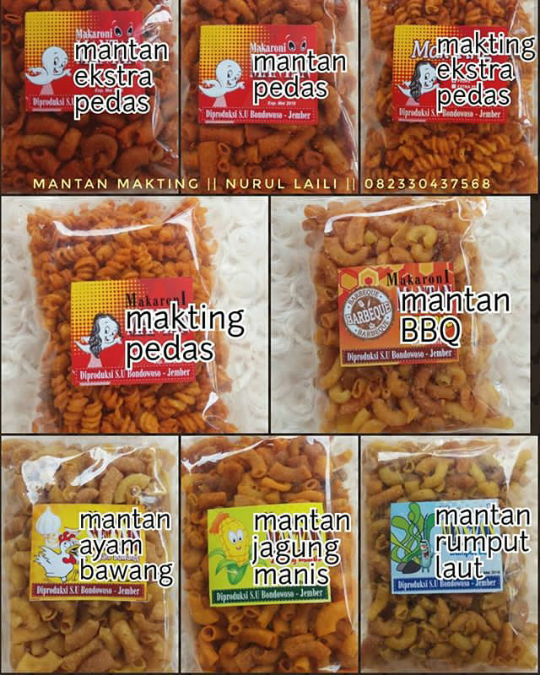 Makaroni
mantan
ekstra
pedas
Diproduksi S.U Bondowoso - Jember
Makaroni
mantan
pedas
Exp. Mei 2018
Diproduksi S.U Bondowoso - Jember
makting
ekstra
pedas
Diproduksi S.U Bondowoso - Jember
MANTAN MAKTING || NURUL LAILI || 082330437568
MakaronI
makting
pedas
Diproduksi S.U Bondowoso - Jember
MakaronI
BARBEQUE
BARBEQUE
BARBEQUE
mantan
BBQ
Diproduksi S.U Bondowoso - Jember
mantan
ayam
bawang
Diproduksi S.U Bondowoso - Jember
mantan
jagung
manis
Diproduksi S.U Bondowoso - Jember
mantan
rumput
laut
Diproduksi S.U Bondowoso - Jember